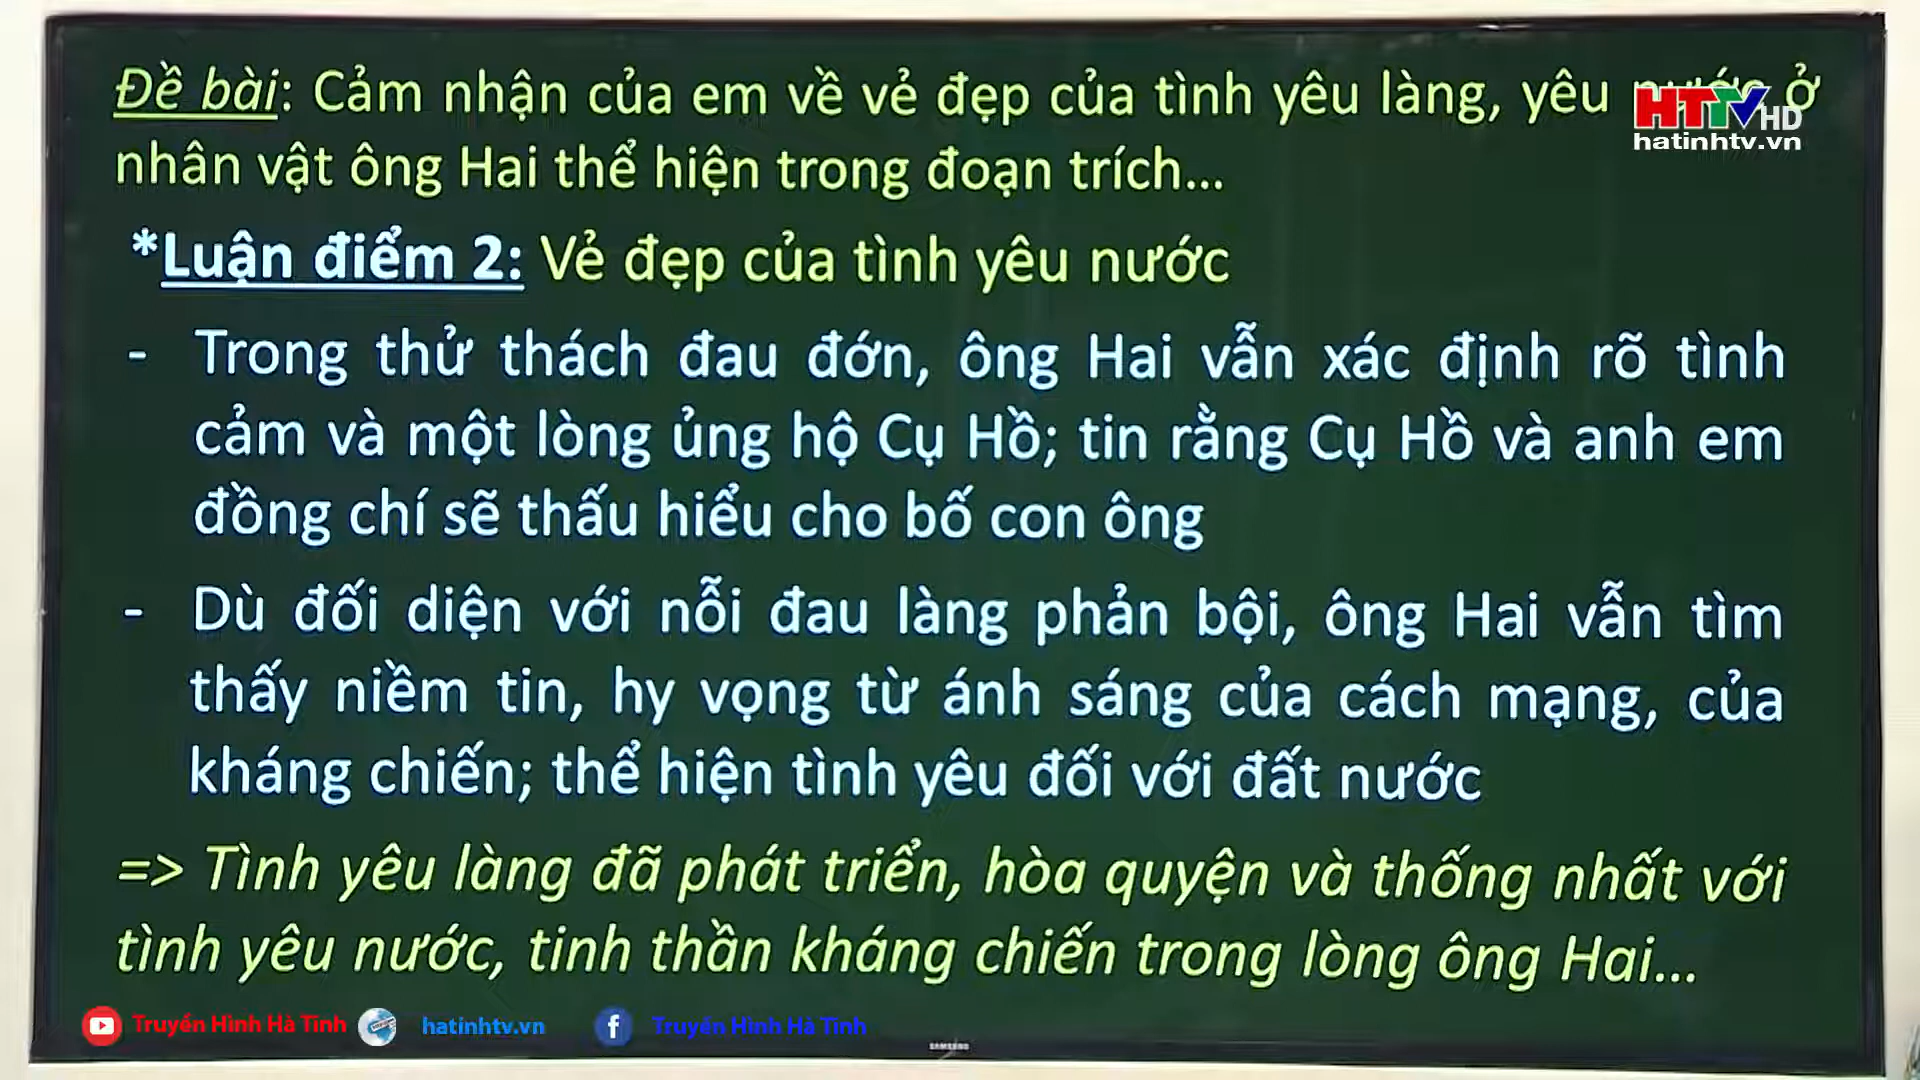 Đề bài: Cảm nhận của em về vẻ đẹp của tình yêu làng, yêu nước ở
HTTV HD
hatinhtv.vn
nhân vật ông Hai thể hiện trong đoạn trích...
*Luận điểm 2: Vẻ đẹp của tình yêu nước
- Trong thử thách đau đớn, ông Hai vẫn xác định rõ tình
cảm và một lòng ủng hộ Cụ Hồ; tin rằng Cụ Hồ và anh em
đồng chí sẽ thấu hiểu cho bố con ông
- Dù đối diện với nỗi đau làng phản bội, ông Hai vẫn tìm
thấy niềm tin, hy vọng từ ánh sáng của cách mạng, của
kháng chiến; thể hiện tình yêu đối với đất nước
=> Tình yêu làng đã phát triển, hòa quyện và thống nhất với
tình yêu nước, tinh thần kháng chiến trong lòng ông Hai...
Truyền Hình Hà Tĩnh hatinhtv.vn Truyền Hình Hà Tĩnh
SAMSUNG